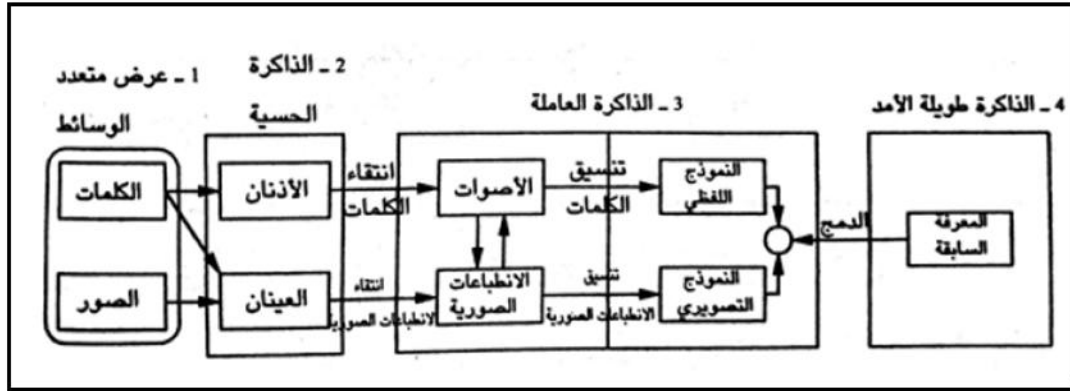 1 ـ عرض متعدد
الوسائط
2 ـ الذاكرة
الحسية
3 ـ الذاكرة العاملة
4 ـ الذاكرة طويلة الأمد
الكلمات
الأذنان
انتقاء
الكلمات
الأصوات
تنسيق
الكلمات
النموذج
اللفظي
الدمج
المعرفة
السابقة
الصور
العينان
انتقاء
الانطباعات الصورية
الانطباعات
الصورية
تنسيق
الانطباعات الصورية
النموذج
التصويري